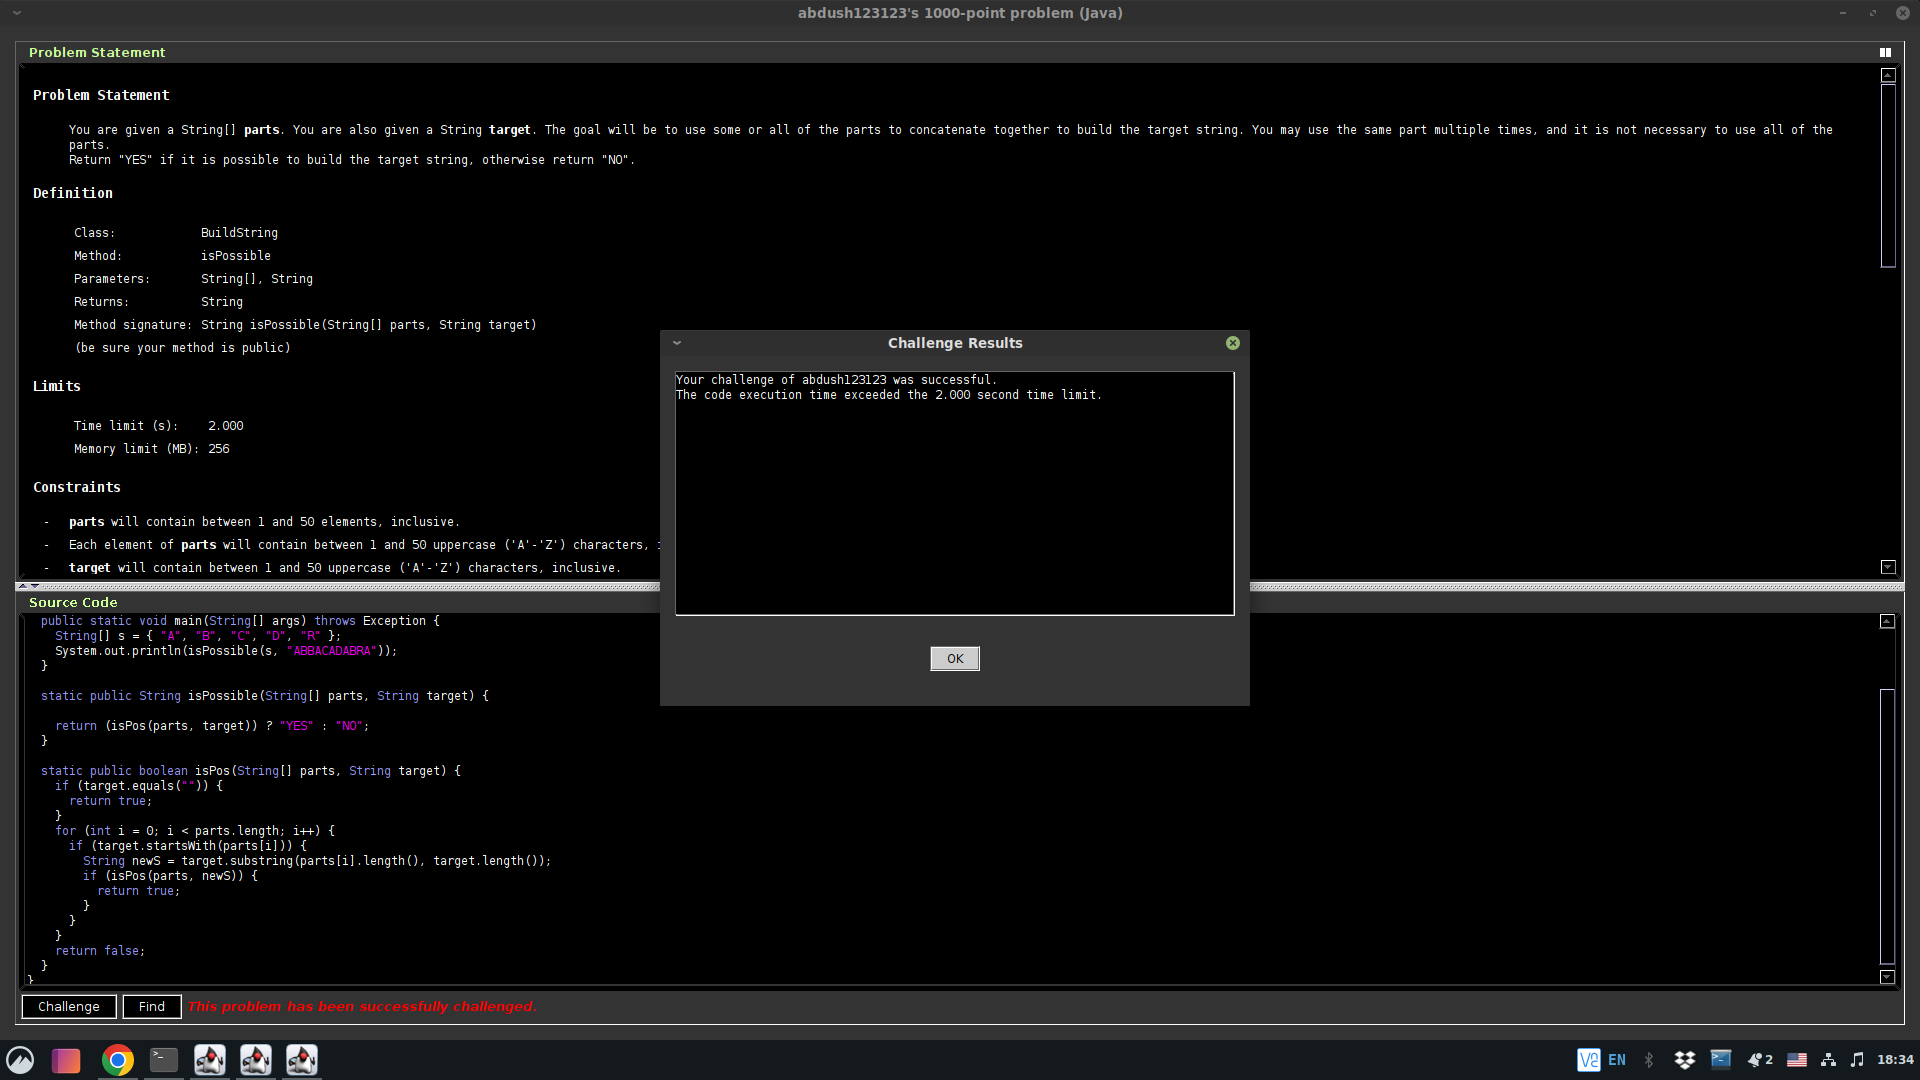 abdush123123's 1000-point problem (Java)
Problem Statement
Problem Statement
You are given a String[] parts. You are also given a String target. The goal will be to use some or all of the parts to concatenate together to build the target string. You may use the same part multiple times, and it is not necessary to use all of the
parts.
Return "YES" if it is possible to build the target string, otherwise return "NO".
Definition
Class: BuildString
Method: isPossible
Parameters: String[], String
Returns: String
Method signature: String isPossible(String[] parts, String target)
(be sure your method is public)
Limits
Time limit (s): 2.000
Memory limit (MB): 256
Constraints
- parts will contain between 1 and 50 elements, inclusive.
- Each element of parts will contain between 1 and 50 uppercase ('A'-'Z') characters,
- target will contain between 1 and 50 uppercase ('A'-'Z') characters, inclusive.
Challenge Results
Your challenge of abdush123123 was successful.
The code execution time exceeded the 2.000 second time limit.
OK
Source Code
public static void main(String[] args) throws Exception {
String[] s = { "A", "B", "C", "D", "R" };
System.out.println(isPossible(s, "ABBACADABRA"));
}
static public String isPossible(String[] parts, String target) {
return (isPos(parts, target)) ? "YES" : "NO";
}
static public boolean isPos(String[] parts, String target) {
if (target.equals("")) {
return true;
}
for (int i = 0; i < parts.length; i++) {
if (target.startsWith(parts[i])) {
String newS = target.substring(parts[i].length(), target.length());
if (isPos(parts, newS)) {
return true;
}
}
}
return false;
}
}
Challenge Find This problem has been successfully challenged.
EN 2 18:34